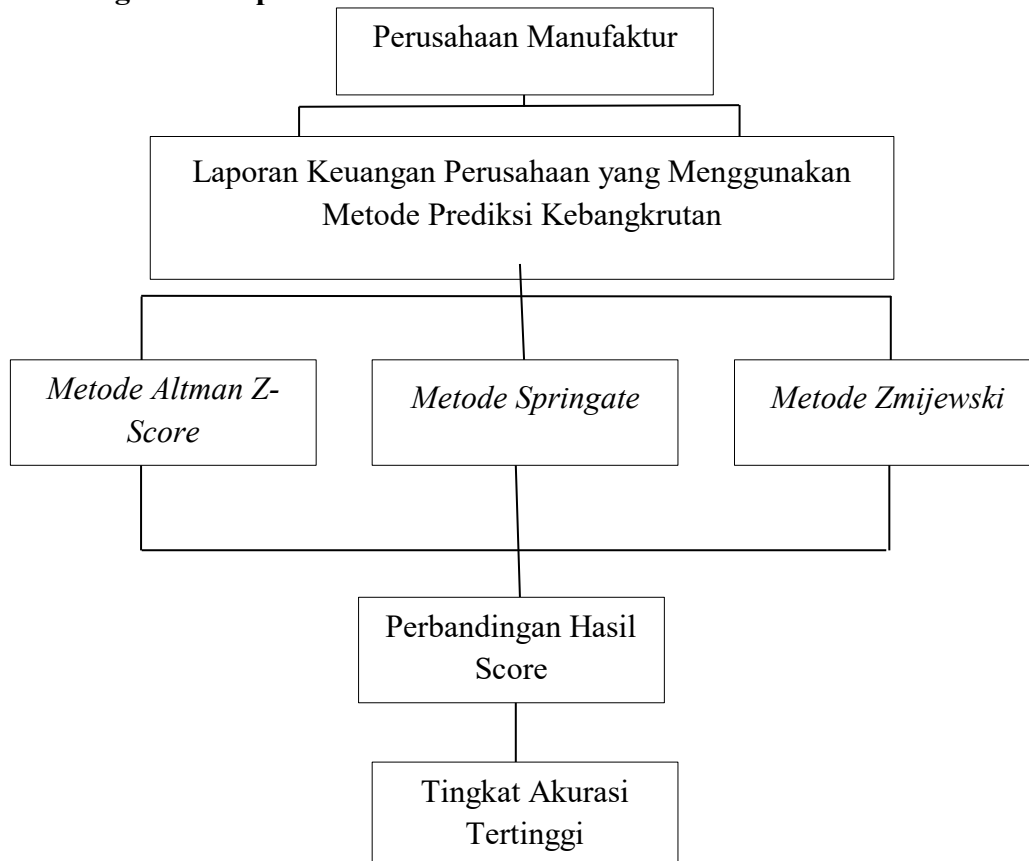 Perusahaan Manufaktur
Laporan Keuangan Perusahaan yang Menggunakan
Metode Prediksi Kebangkrutan
Metode Altman Z-
Score
Metode Springate
Metode Zmijewski
Perbandingan Hasil
Score
Tingkat Akurasi
Tertinggi